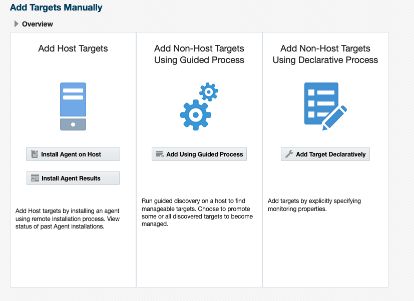 Add Targets Manually
Overview
Add Host Targets
Install Agent on Host
Install Agent Results
Add Host targets by installing an agent
using remote installation process. View
status of past Agent installations.
Add Non-Host Targets
Using Guided Process
Add Using Guided Process
Run guided discovery on a host to find
manageable targets. Choose to promote
some or all discovered targets to become
managed.
Add Non-Host Targets
Using Declarative Process
Add Target Declaratively
Add targets by explicitly specifying
monitoring properties.